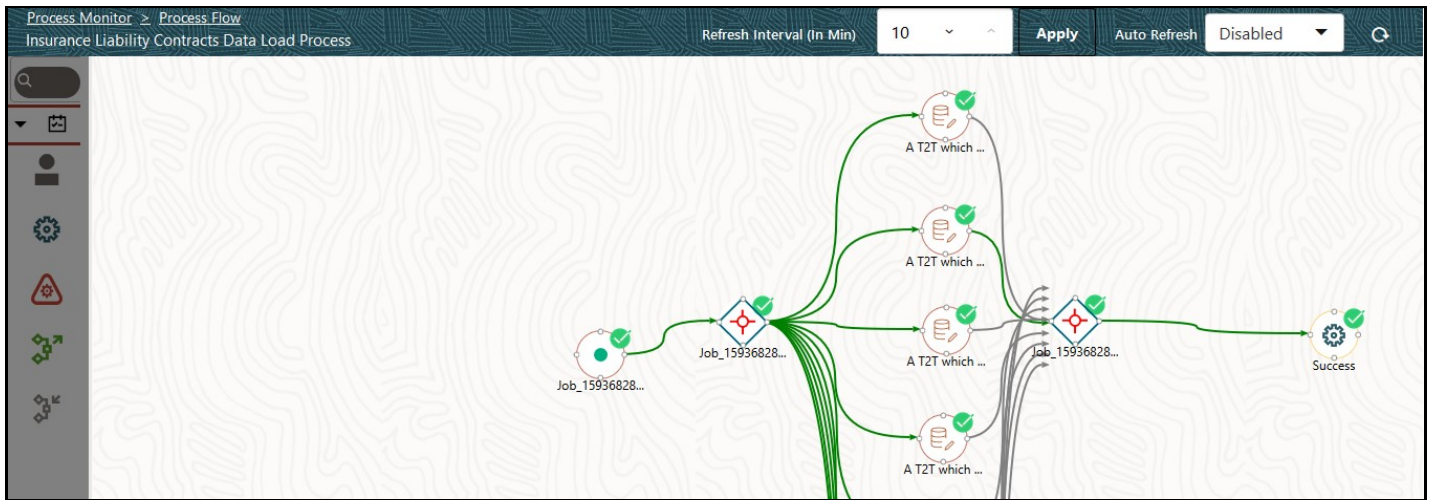 Process Monitor > Process Flow
Insurance Liability Contracts Data Load Process
Refresh Interval (In Min)
10
Apply
Auto Refresh
Disabled
A T2T which ...
A T2T which ...
A T2T which ...
A T2T which ...
Job_15936828...
Job_15936828...
Job_15936828...
Success